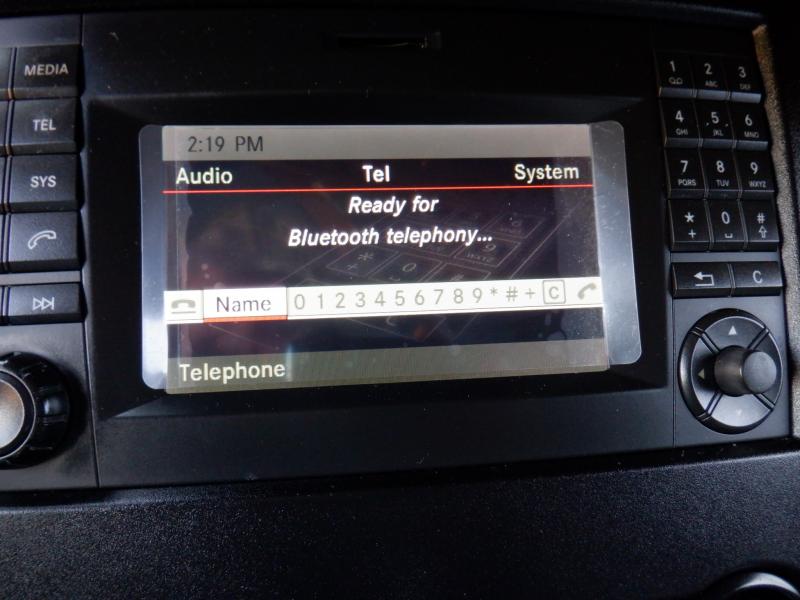 MEDIA
TEL
SYS
2:19 PM
Audio Tel System
Ready for
Bluetooth telephony...
Name 0 1 2 3 4 5 6 7 8 9 * # + C
Telephone
1 2 ABC 3 DEF
4 GHI 5 JKL 6 MNO
7 PQRS 8 TUV 9 WXYZ
* + 0 #
C